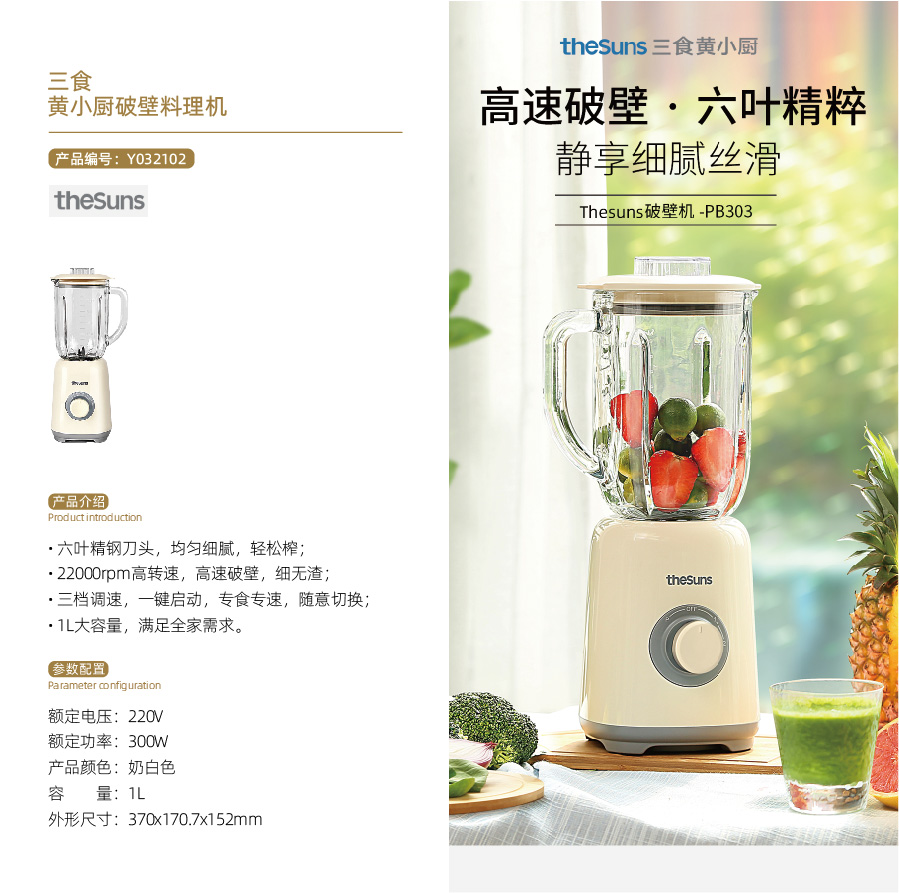 三食
黄小厨破壁料理机
产品编号：Y032102
theSuns
theSuns
产品介绍
Product introduction
• 六叶精钢刀头，均匀细腻，轻松榨；
• 22000rpm高转速，高速破壁，细无渣；
• 三档调速，一键启动，专食专速，随意切换；
• 1L大容量，满足全家需求。
参数配置
Parameter configuration
额定电压：220V
额定功率：300W
产品颜色：奶白色
容　　量：1L
外形尺寸：370x170.7x152mm
theSuns 三食黄小厨
高速破壁 · 六叶精粹
静享细腻丝滑
Thesuns破壁机 -PB303
theSuns
OFF